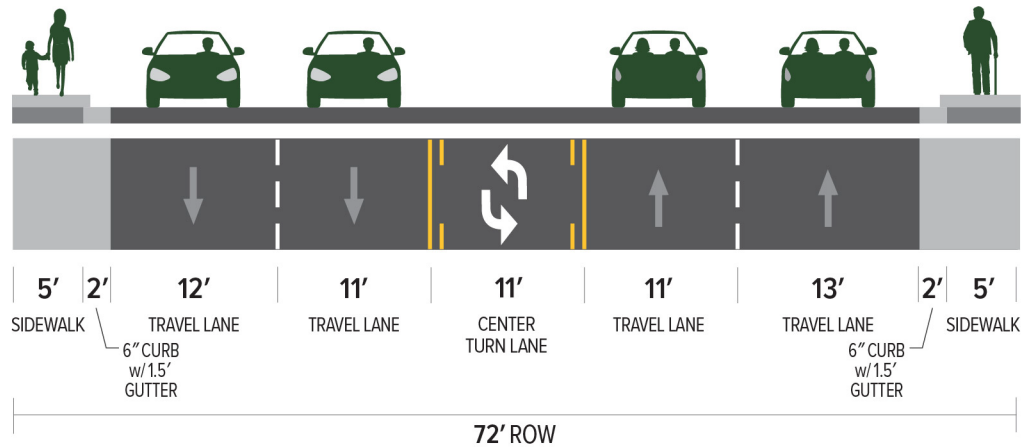 5′ 2′ 12′ 11′ 11′ 11′ 13′ 2′ 5′
SIDEWALK TRAVEL LANE TRAVEL LANE CENTER TRAVEL LANE TRAVEL LANE SIDEWALK
TURN LANE
6″ CURB 6″ CURB
w/ 1.5′ w/ 1.5′
GUTTER GUTTER
72′ ROW